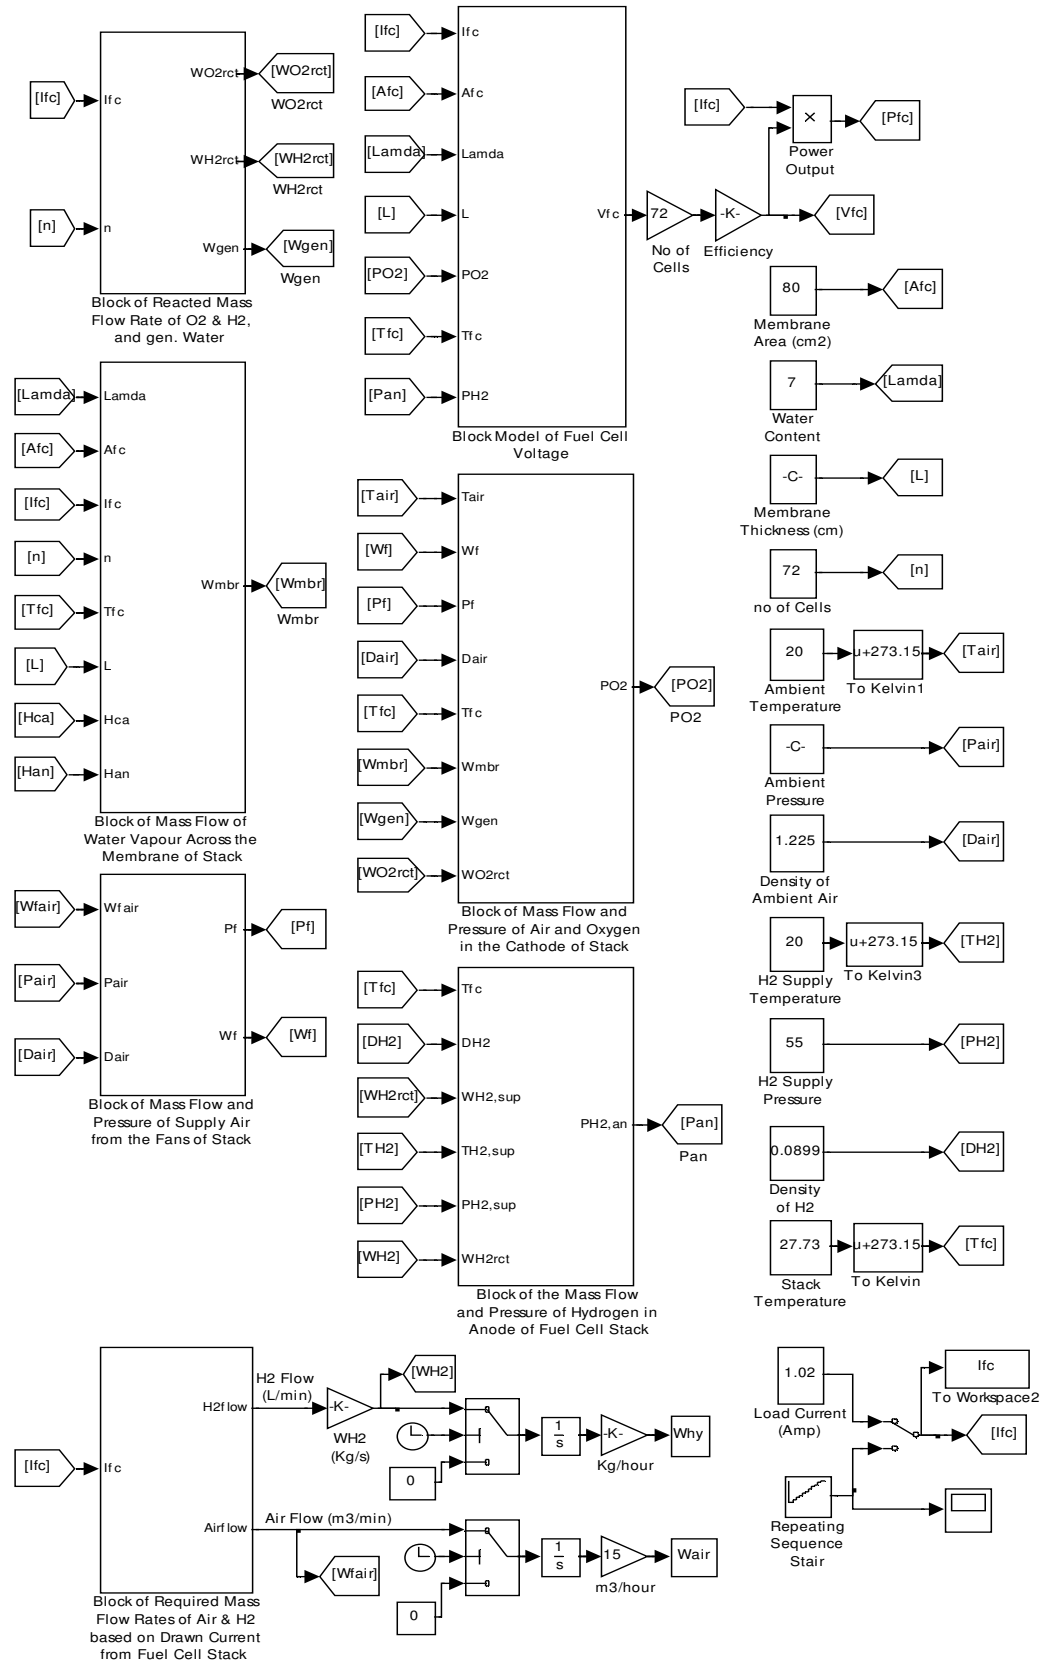 [Ifc]
[n]
Ifc
n
WO2rct
WH2rct
Wgen
[WO2rct]
WO2rct
[WH2rct]
WH2rct
[Wgen]
Wgen
Block of Reacted Mass
Flow Rate of O2 & H2,
and gen. Water
[Lamda]
[Afc]
[Ifc]
[n]
[Tfc]
[L]
[Hca]
[Han]
Lamda
Afc
Ifc
n
Tfc
L
Hca
Han
Wmbr
[Wmbr]
Wmbr
Block of Mass Flow of
Water Vapour Across the
Membrane of Stack
[Wfair]
[Pair]
[Dair]
Wfair
Pair
Dair
Pf
Wf
[Pf]
[Wf]
Block of Mass Flow and
Pressure of Supply Air
from the Fans of Stack
[Ifc]
[Afc]
[Lamda]
[L]
[PO2]
[Tfc]
[Pan]
Ifc
Afc
Lamda
L
PO2
Tfc
PH2
Vfc
Block Model of Fuel Cell
Voltage
72
No of
Cells
-K-
Efficiency
[Ifc]
×
Power
Output
[Pfc]
[Vfc]
[Tair]
[Wf]
[Pf]
[Dair]
[Tfc]
[Wmbr]
[Wgen]
[WO2rct]
Tair
Wf
Pf
Dair
Tfc
Wmbr
Wgen
WO2rct
PO2
[PO2]
PO2
Block of Mass Flow and
Pressure of Air and Oxygen
in the Cathode of Stack
[Tfc]
[DH2]
[WH2rct]
[TH2]
[PH2]
[WH2]
Tfc
DH2
WH2,sup
TH2,sup
PH2,sup
WH2rct
PH2,an
[Pan]
Pan
Block of the Mass Flow
and Pressure of Hydrogen in
Anode of Fuel Cell Stack
80
[Afc]
Membrane
Area (cm2)
7
[Lamda]
Water
Content
-C-
[L]
Membrane
Thickness (cm)
72
[n]
no of Cells
20
u+273.15
[Tair]
Ambient
Temperature
To Kelvin1
-C-
[Pair]
Ambient
Pressure
1.225
[Dair]
Density of
Ambient Air
20
u+273.15
[TH2]
H2 Supply
Temperature
To Kelvin3
55
[PH2]
H2 Supply
Pressure
0.0899
[DH2]
Density
of H2
27.73
u+273.15
[Tfc]
Stack
Temperature
To Kelvin
[Ifc]
Ifc
H2flow
Airflow
Block of Required Mass
Flow Rates of Air & H2
based on Drawn Current
from Fuel Cell Stack
H2 Flow
(L/min)
-K-
WH2
(Kg/s)
[WH2]
0
1
s
-K-
Kg/hour
Why
Air Flow (m3/min)
[Wfair]
0
1
s
15
m3/hour
Wair
1.02
Load Current
(Amp)
Ifc
To Workspace2
[Ifc]
Repeating
Sequence
Stair